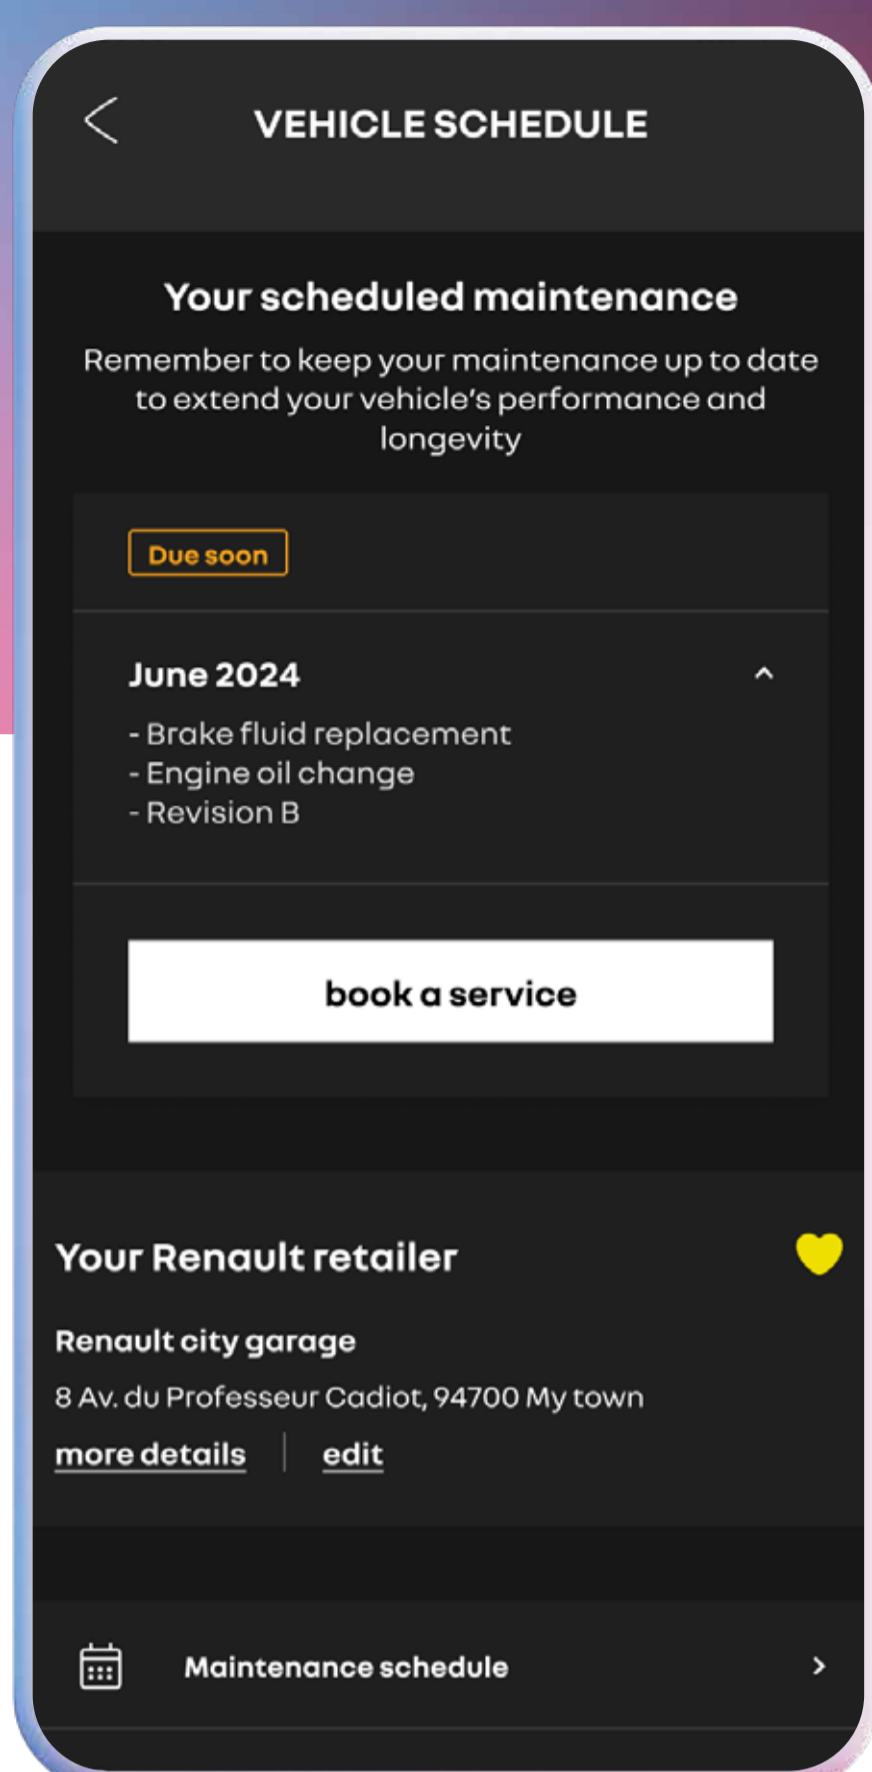 VEHICLE SCHEDULE
Your scheduled maintenance
Remember to keep your maintenance up to date
to extend your vehicle's performance and
longevity
Due soon
June 2024
- Brake fluid replacement
- Engine oil change
- Revision B
book a service
Your Renault retailer
Renault city garage
8 Av. du Professeur Cadiot, 94700 My town
more details | edit
Maintenance schedule